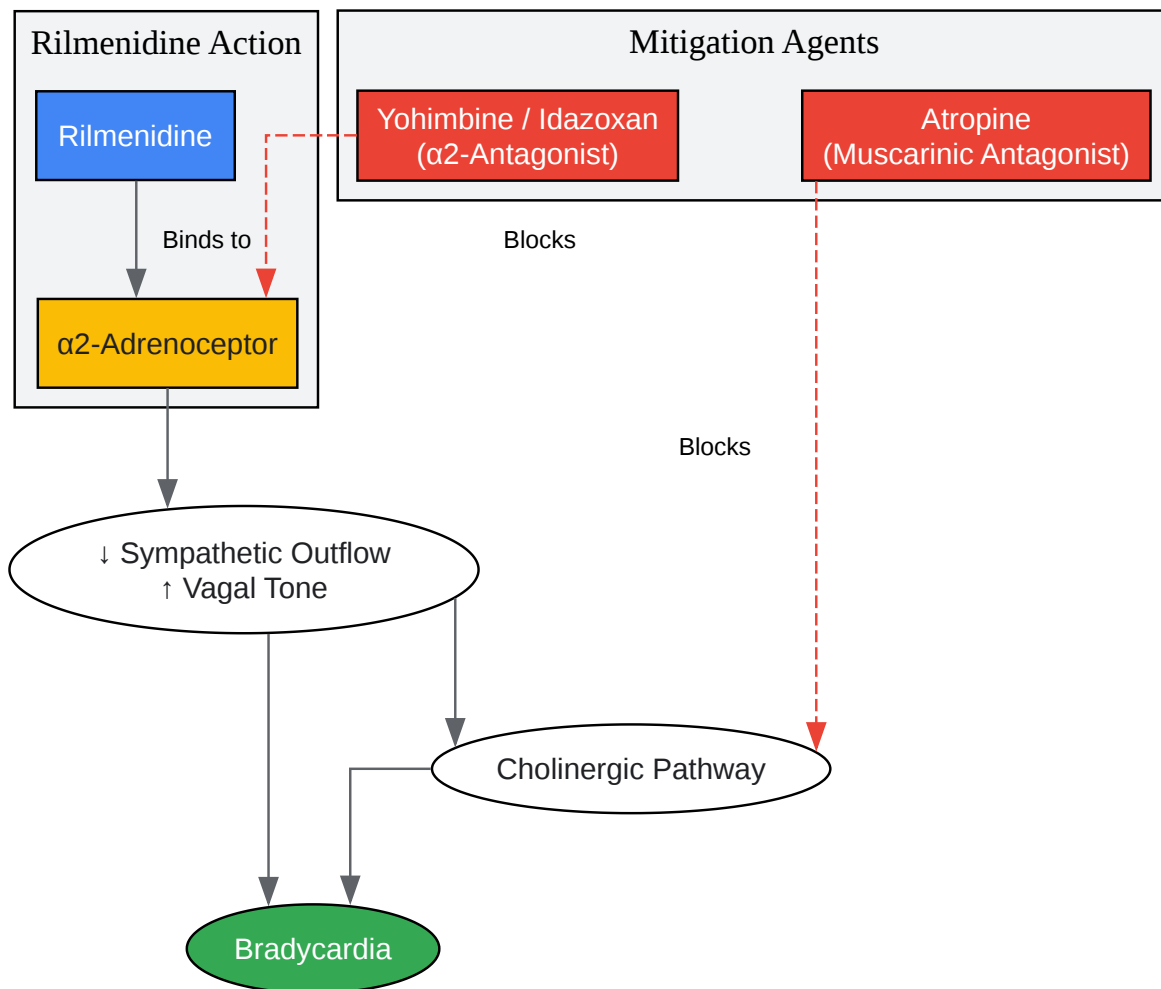 Rilmenidine Action
Mitigation Agents
Rilmenidine
Yohimbine / Idazoxan
(α2-Antagonist)
Atropine
(Muscarinic Antagonist)
Binds to
Blocks
α2-Adrenoceptor
Blocks
↓ Sympathetic Outflow
↑ Vagal Tone
Cholinergic Pathway
Bradycardia